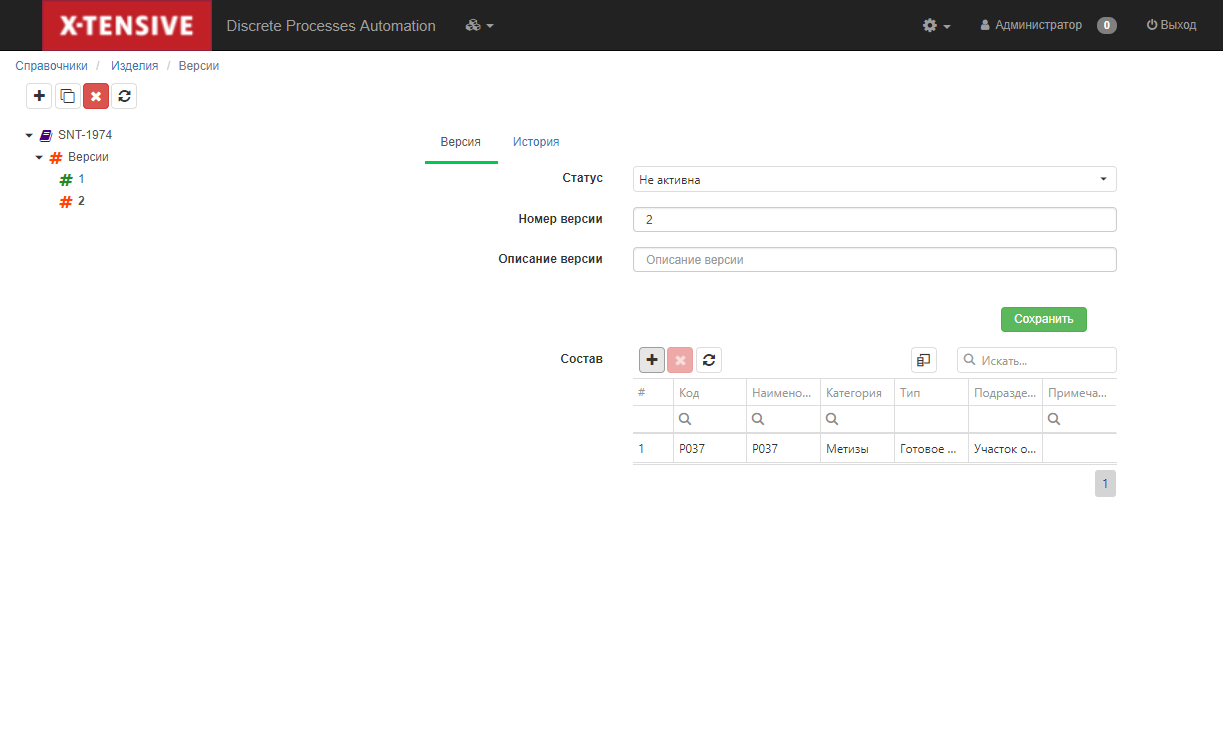 X-TENSIVE Discrete Processes Automation Администратор 0 Выход
Справочники / Изделия / Версии
SNT-1974
Версии
1
2
Версия История
Статус Не активна
Номер версии 2
Описание версии Описание версии
Сохранить
Состав Искать...
# Код Наимено... Категория Тип Подразде... Примеча...
1 P037 P037 Метизы Готовое ... Участок о...
1